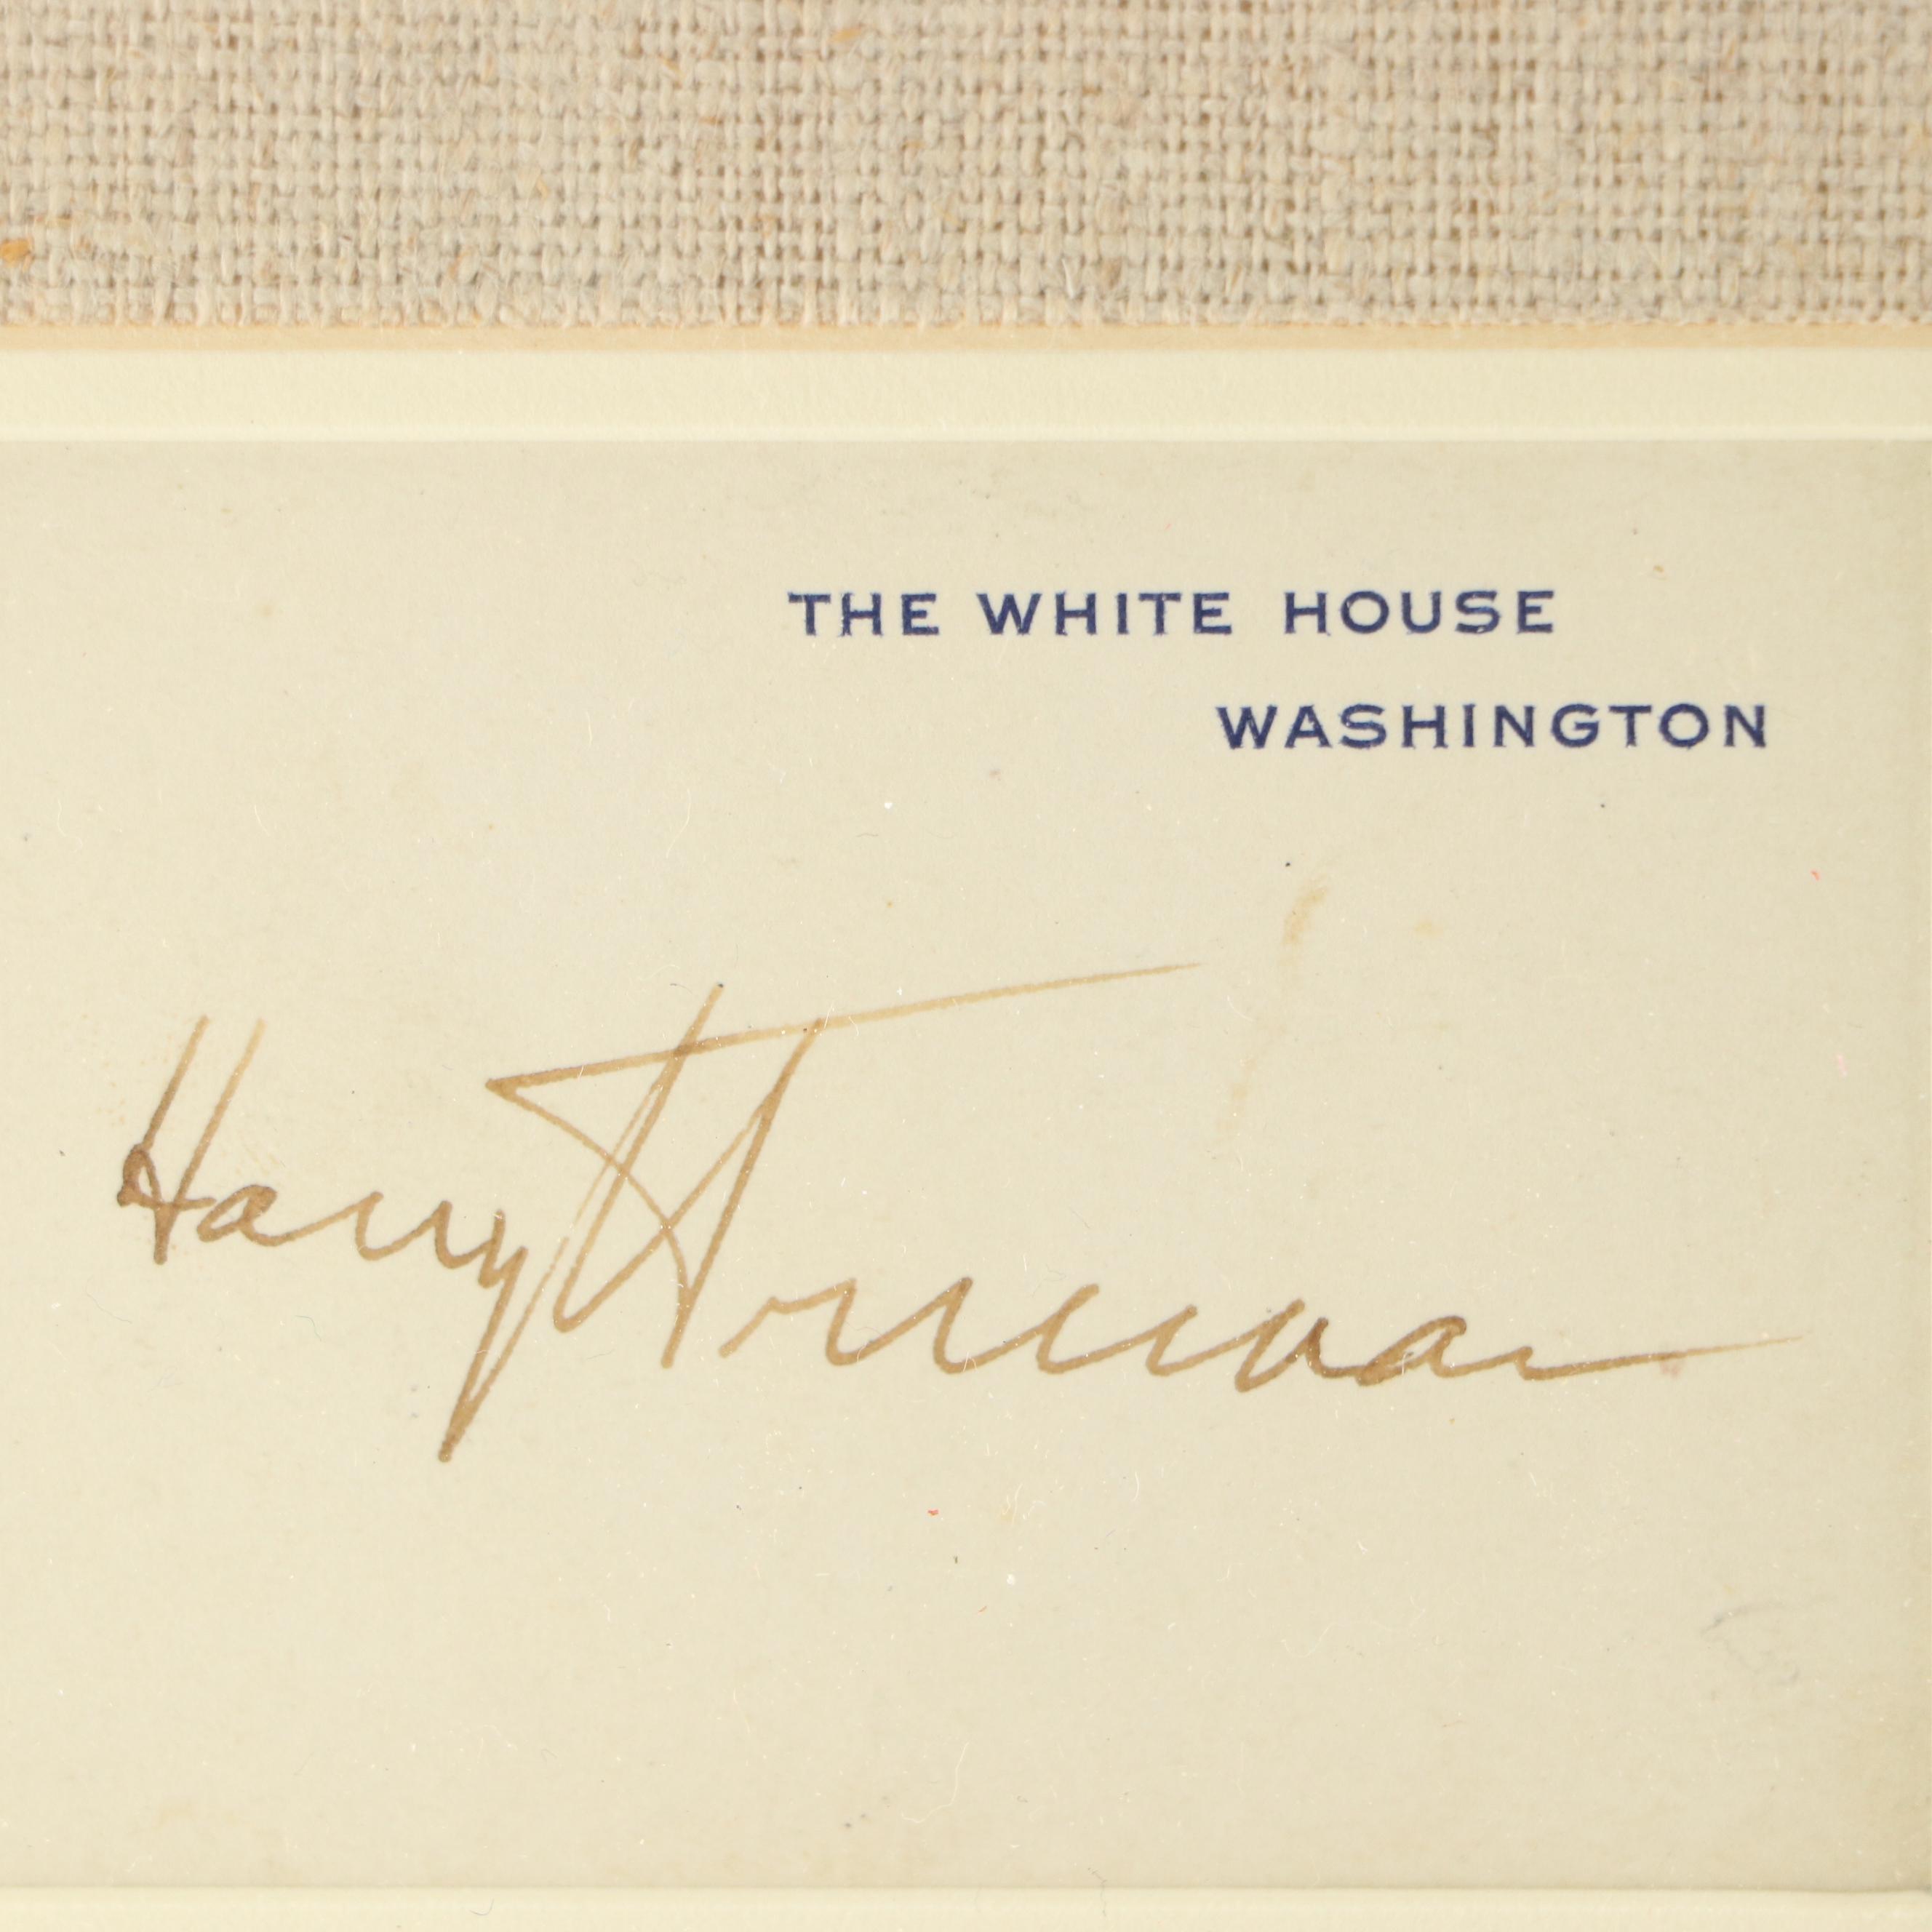 THE WHITE HOUSE
WASHINGTON
Harry S Truman